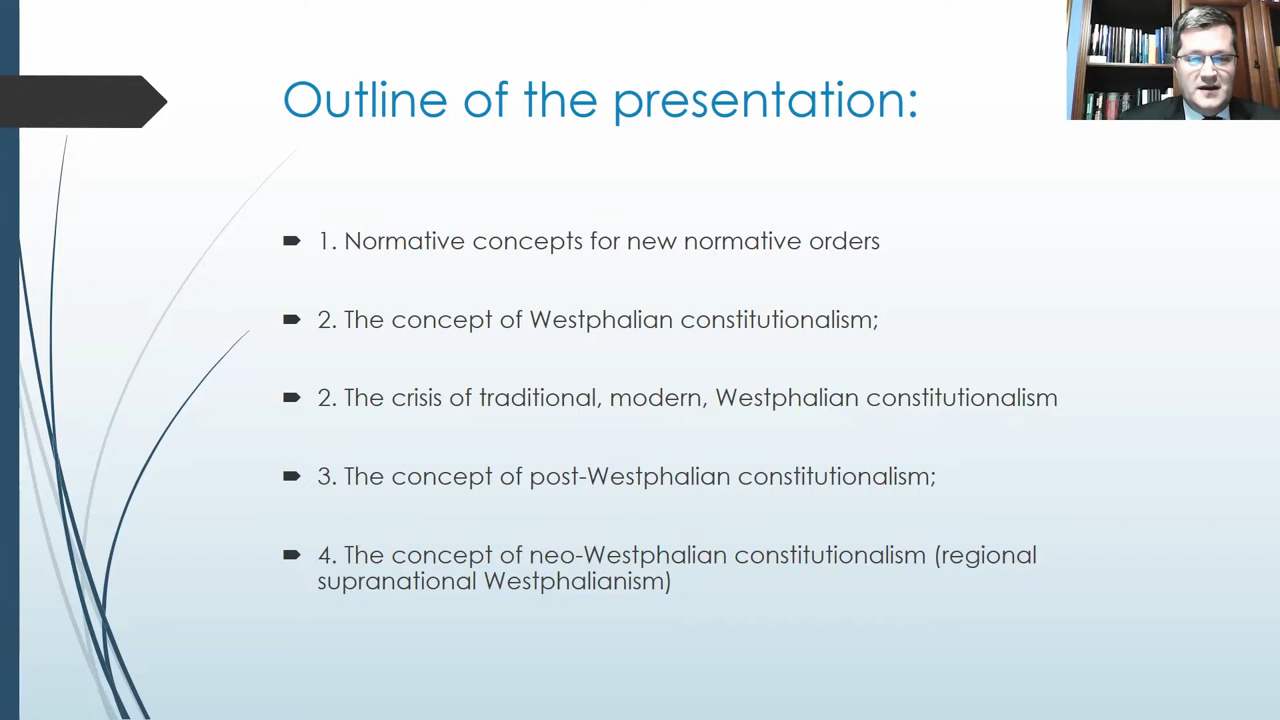 Outline of the presentation:
1. Normative concepts for new normative orders
2. The concept of Westphalian constitutionalism;
2. The crisis of traditional, modern, Westphalian constitutionalism
3. The concept of post-Westphalian constitutionalism;
4. The concept of neo-Westphalian constitutionalism (regional
supranational Westphalianism)